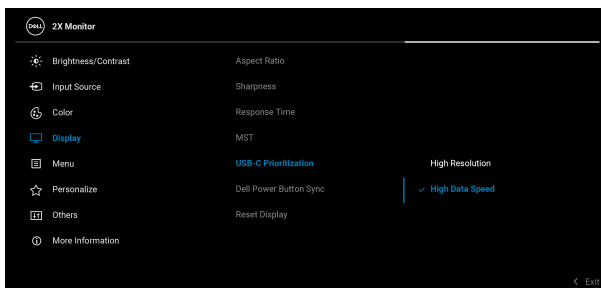 DELL 2X Monitor
Brightness/Contrast
Input Source
Color
Display
Menu
Personalize
Others
More Information
Aspect Ratio
Sharpness
Response Time
MST
USB-C Prioritization
Dell Power Button Sync
Reset Display
High Resolution
High Data Speed
Exit